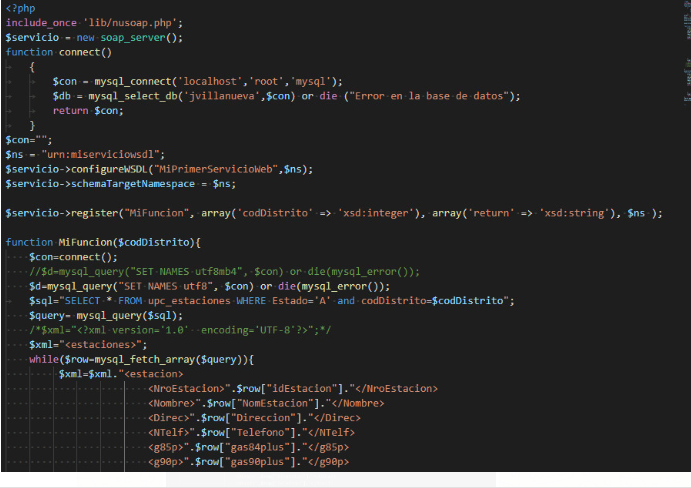 <?php
include_once 'lib/nusoap.php';
$servicio = new soap_server();
function connect()
{
$con = mysql_connect('localhost','root','mysql');
$db = mysql_select_db('jvillanueva',$con) or die ("Error en la base de datos");
return $con;
}
$con="";
$ns = "urn:miserviciowsdl";
$servicio->configureWSDL("MiPrimerServicioWeb",$ns);
$servicio->schemaTargetNamespace = $ns;
$servicio->register("MiFuncion", array('codDistrito' => 'xsd:integer'), array('return' => 'xsd:string'), $ns );
function MiFuncion($codDistrito){
$con=connect();
//$d=mysql_query("SET NAMES utf8mb4", $con) or die(mysql_error());
$d=mysql_query("SET NAMES utf8", $con) or die(mysql_error());
$sql="SELECT * FROM upc_estaciones WHERE Estado='A' and codDistrito=$codDistrito";
$query= mysql_query($sql);
/*$xml="<?xml version='1.0'  encoding='UTF-8'?>";*/
$xml="<estaciones>";
while($row=mysql_fetch_array($query)){
$xml=$xml."<estacion>
<NroEstacion>".$row["idEstacion"]."</NroEstacion>
<Nombre>".$row["NomEstacion"]."</Nombre>
<Direc>".$row["Direccion"]."</Direc>
<NTelf>".$row["Telefono"]."</NTelf>
<g85p>".$row["gas84plus"]."</g85p>
<g90p>".$row["gas90plus"]."</g90p>